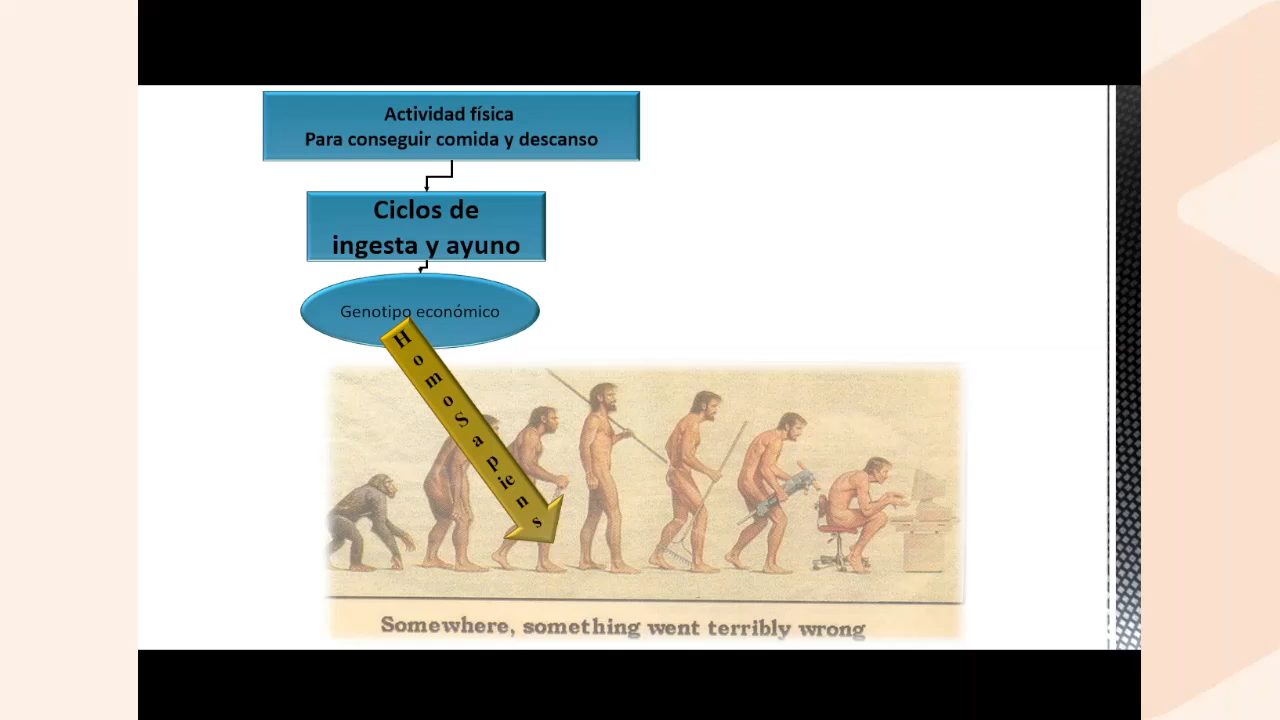 Actividad física
Para conseguir comida y descanso
Ciclos de
ingesta y ayuno
Genotipo económico
Homo Sapiens
Somewhere, something went terribly wrong